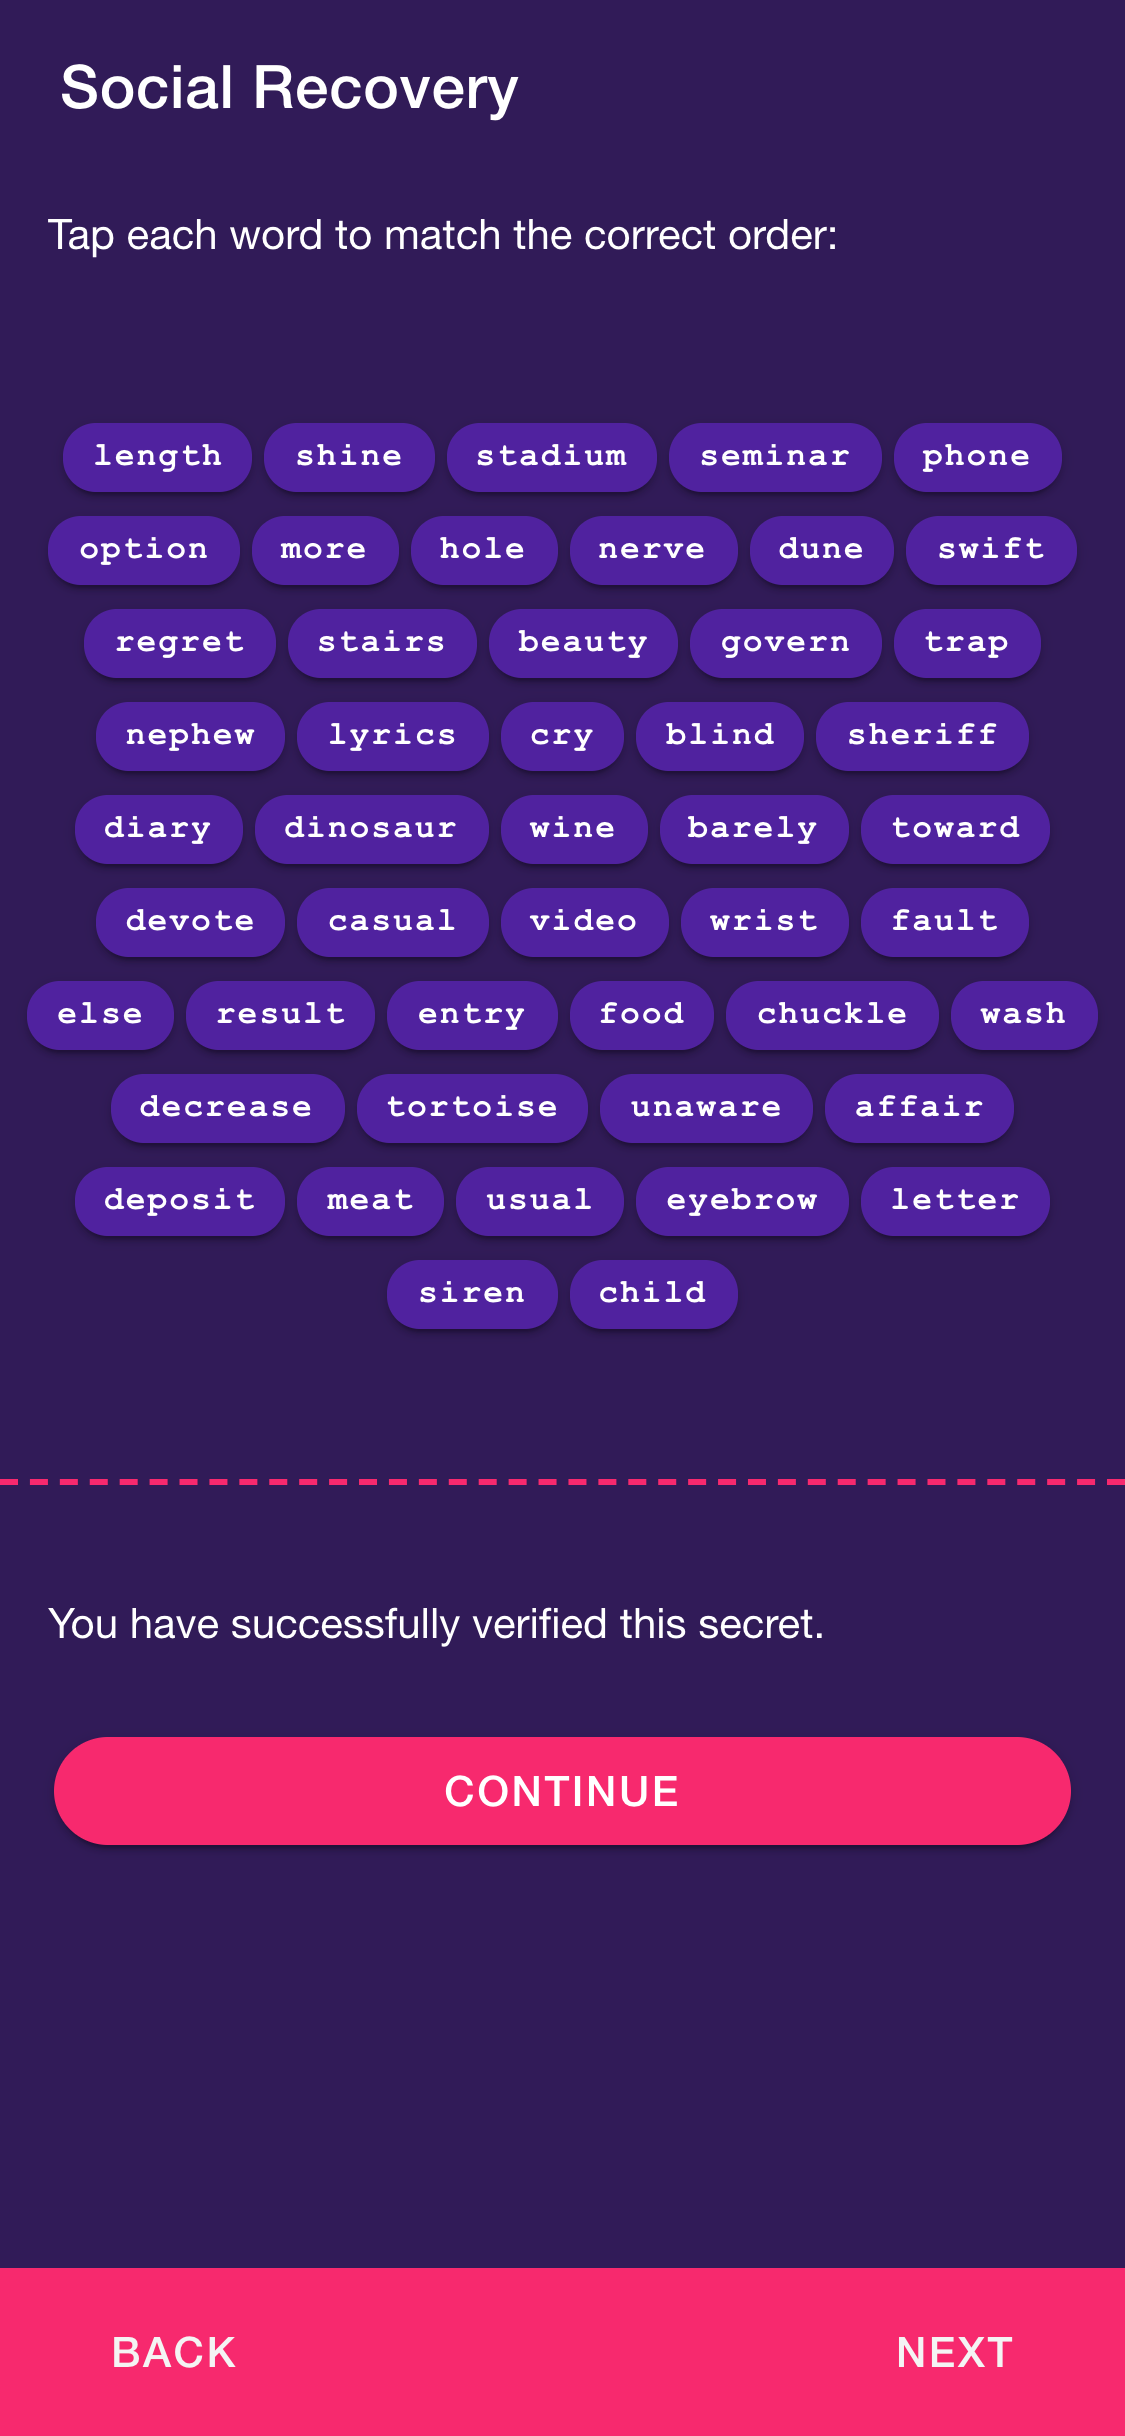 Social Recovery
Tap each word to match the correct order:
length shine stadium seminar phone
option more hole nerve dune swift
regret stairs beauty govern trap
nephew lyrics cry blind sheriff
diary dinosaur wine barely toward
devote casual video wrist fault
else result entry food chuckle wash
decrease tortoise unaware affair
deposit meat usual eyebrow letter
siren child
You have successfully verified this secret.
CONTINUE
BACK NEXT